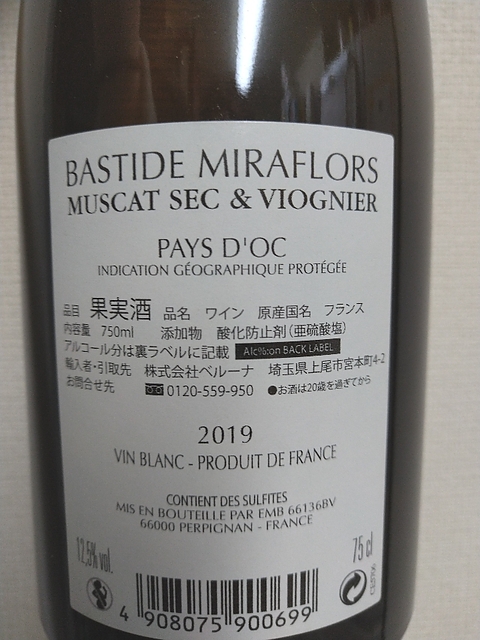 BASTIDE MIRAFLORS
MUSCAT SEC & VIOGNIER
PAYS D'OC
INDICATION GÉOGRAPHIQUE PROTÉGÉE
品目 果実酒 品名 ワイン 原産国名 フランス
内容量 750ml 添加物 酸化防止剤(亜硫酸塩)
アルコール分は裏ラベルに記載 Alc%:on BACK LABEL
輸入者・引取先 株式会社ベルーナ 埼玉県上尾市宮本町4-2
お問合せ先 0120-559-950 ●お酒は20歳を過ぎてから
2019
VIN BLANC - PRODUIT DE FRANCE
CONTIENT DES SULFITES
MIS EN BOUTEILLE PAR EMB 66136BV
66000 PERPIGNAN - FRANCE
12,5% vol.
75 cl
4 908075 900699